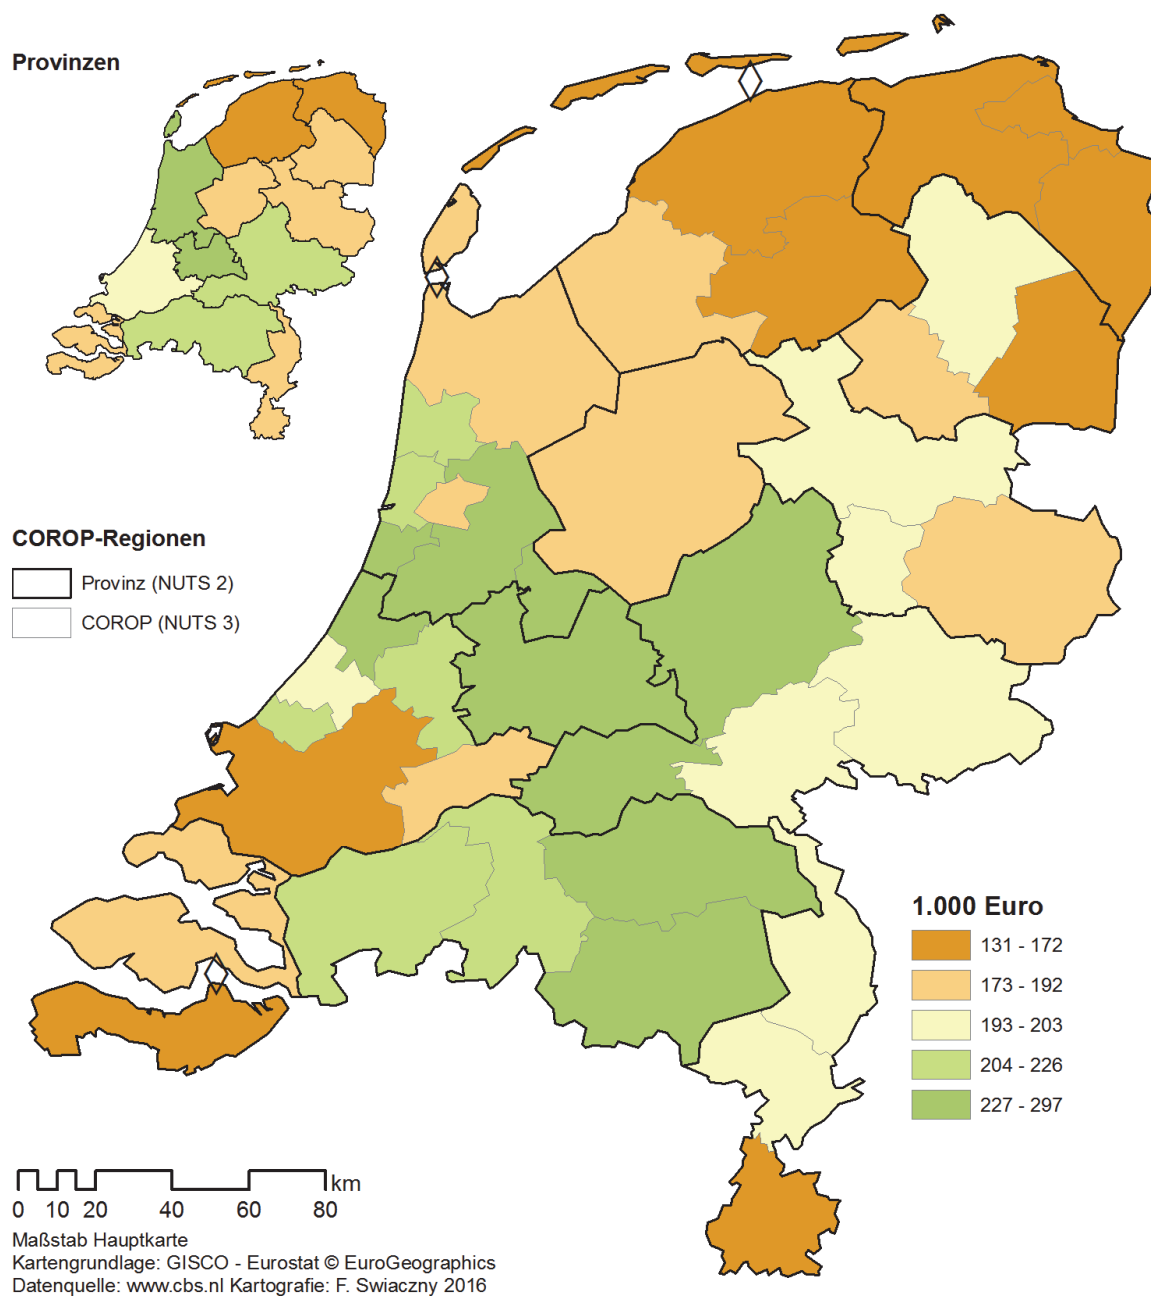 Provinzen
COROP-Regionen
Provinz (NUTS 2)
COROP (NUTS 3)
1.000 Euro
131 - 172
173 - 192
193 - 203
204 - 226
227 - 297
km
0 10 20 40 60 80
Maßstab Hauptkarte
Kartengrundlage: GISCO - Eurostat © EuroGeographics
Datenquelle: www.cbs.nl Kartografie: F. Swiaczny 2016